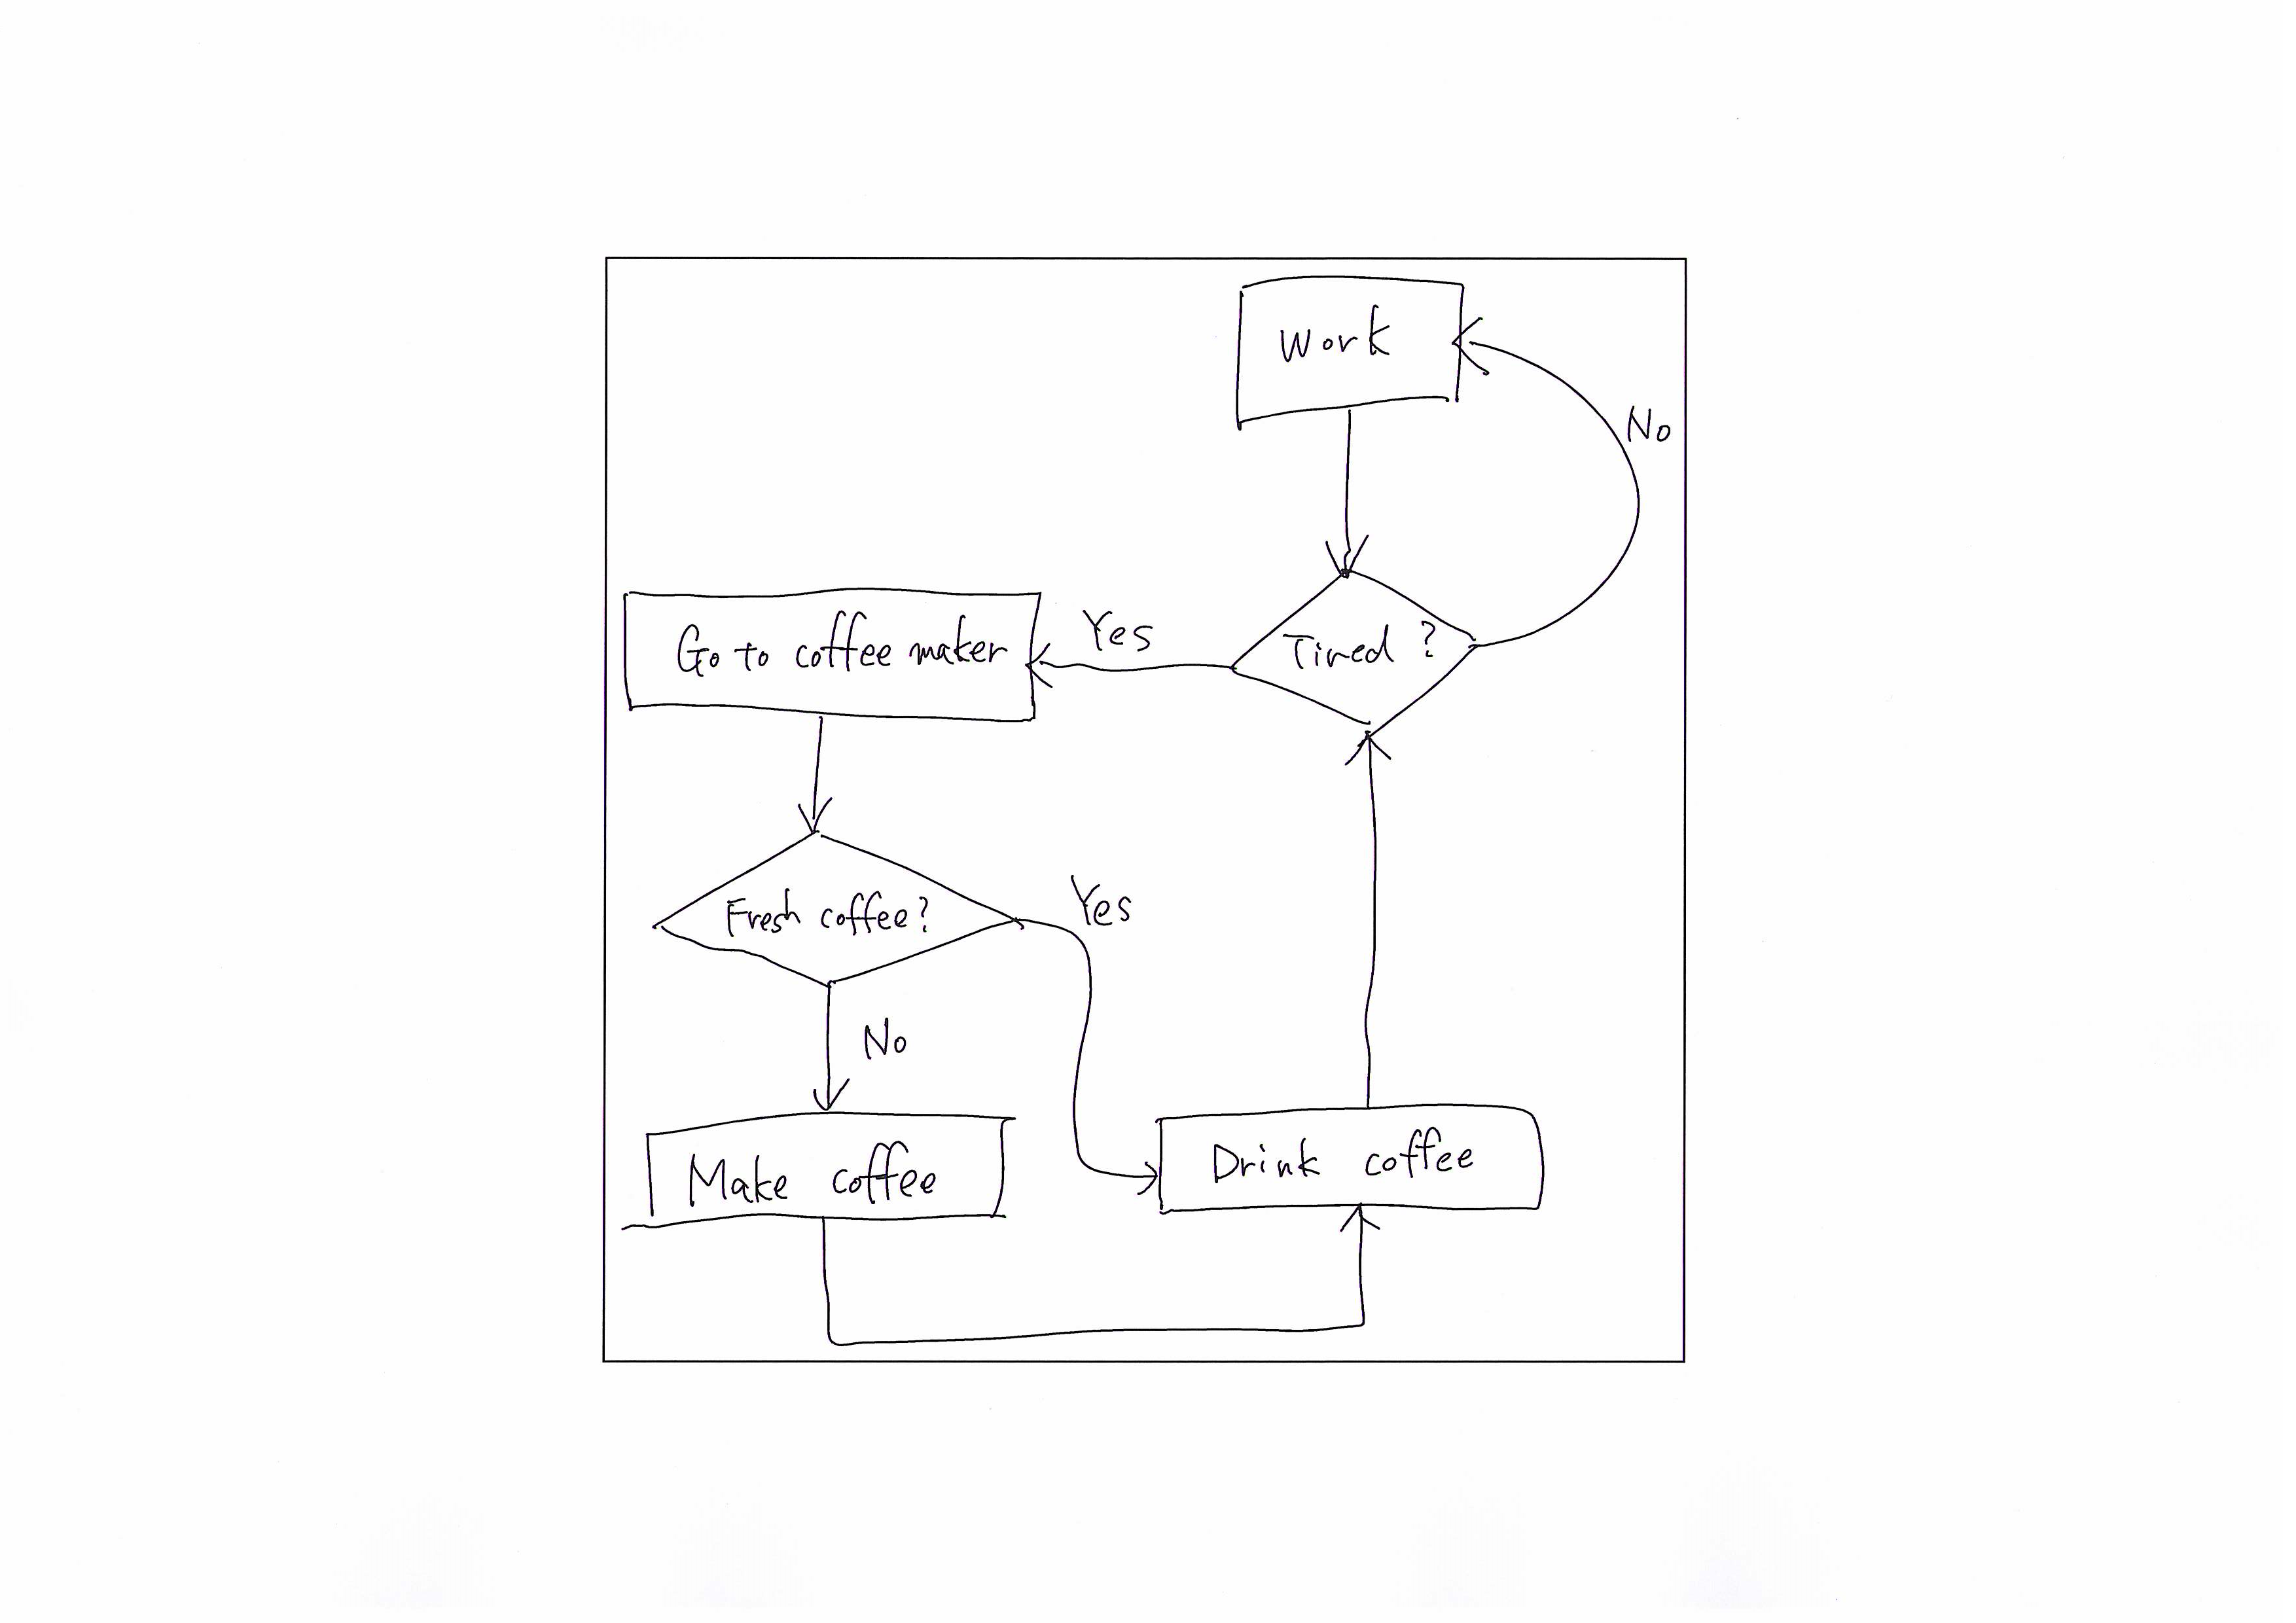 Work
No
Tired ?
Yes
Go to coffee maker
Fresh coffee?
Yes
No
Make coffee
Drink coffee